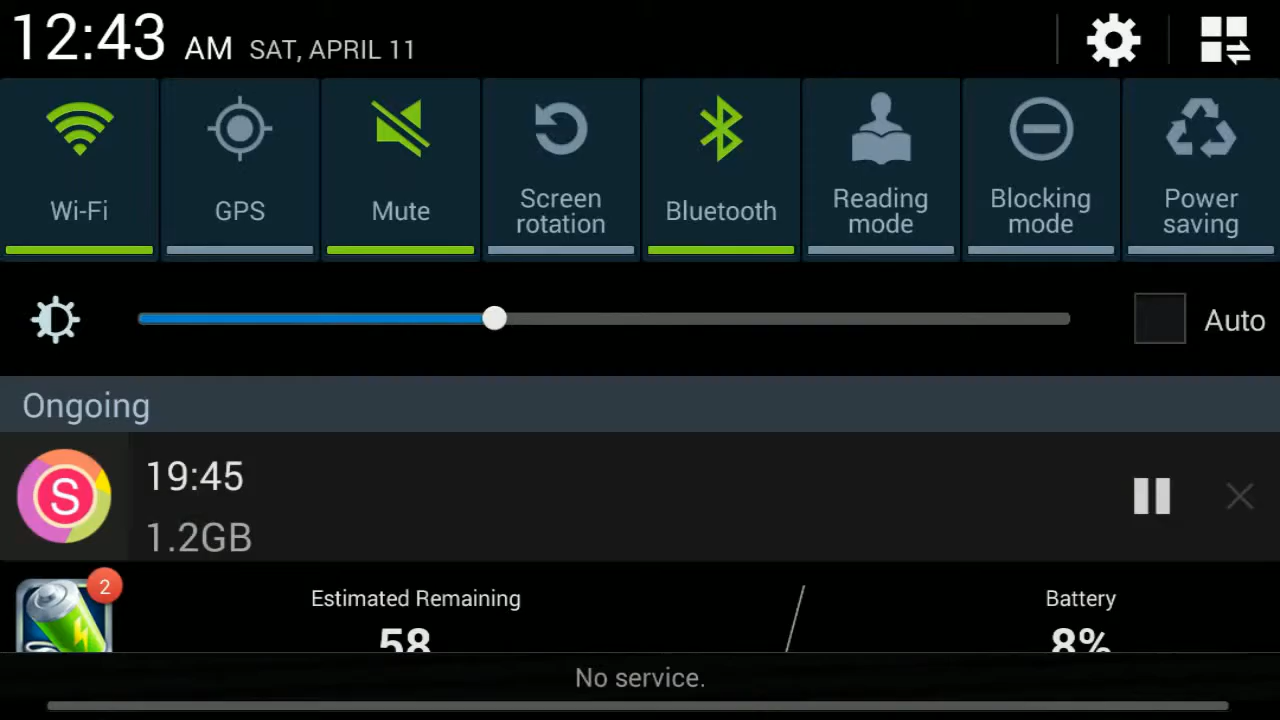 12:43 AM SAT, APRIL 11
Wi-Fi
GPS
Mute
Screen
rotation
Bluetooth
Reading
mode
Blocking
mode
Power
saving
Auto
Ongoing
S
19:45
1.2GB
2
Estimated Remaining
58
Battery
8%
No service.